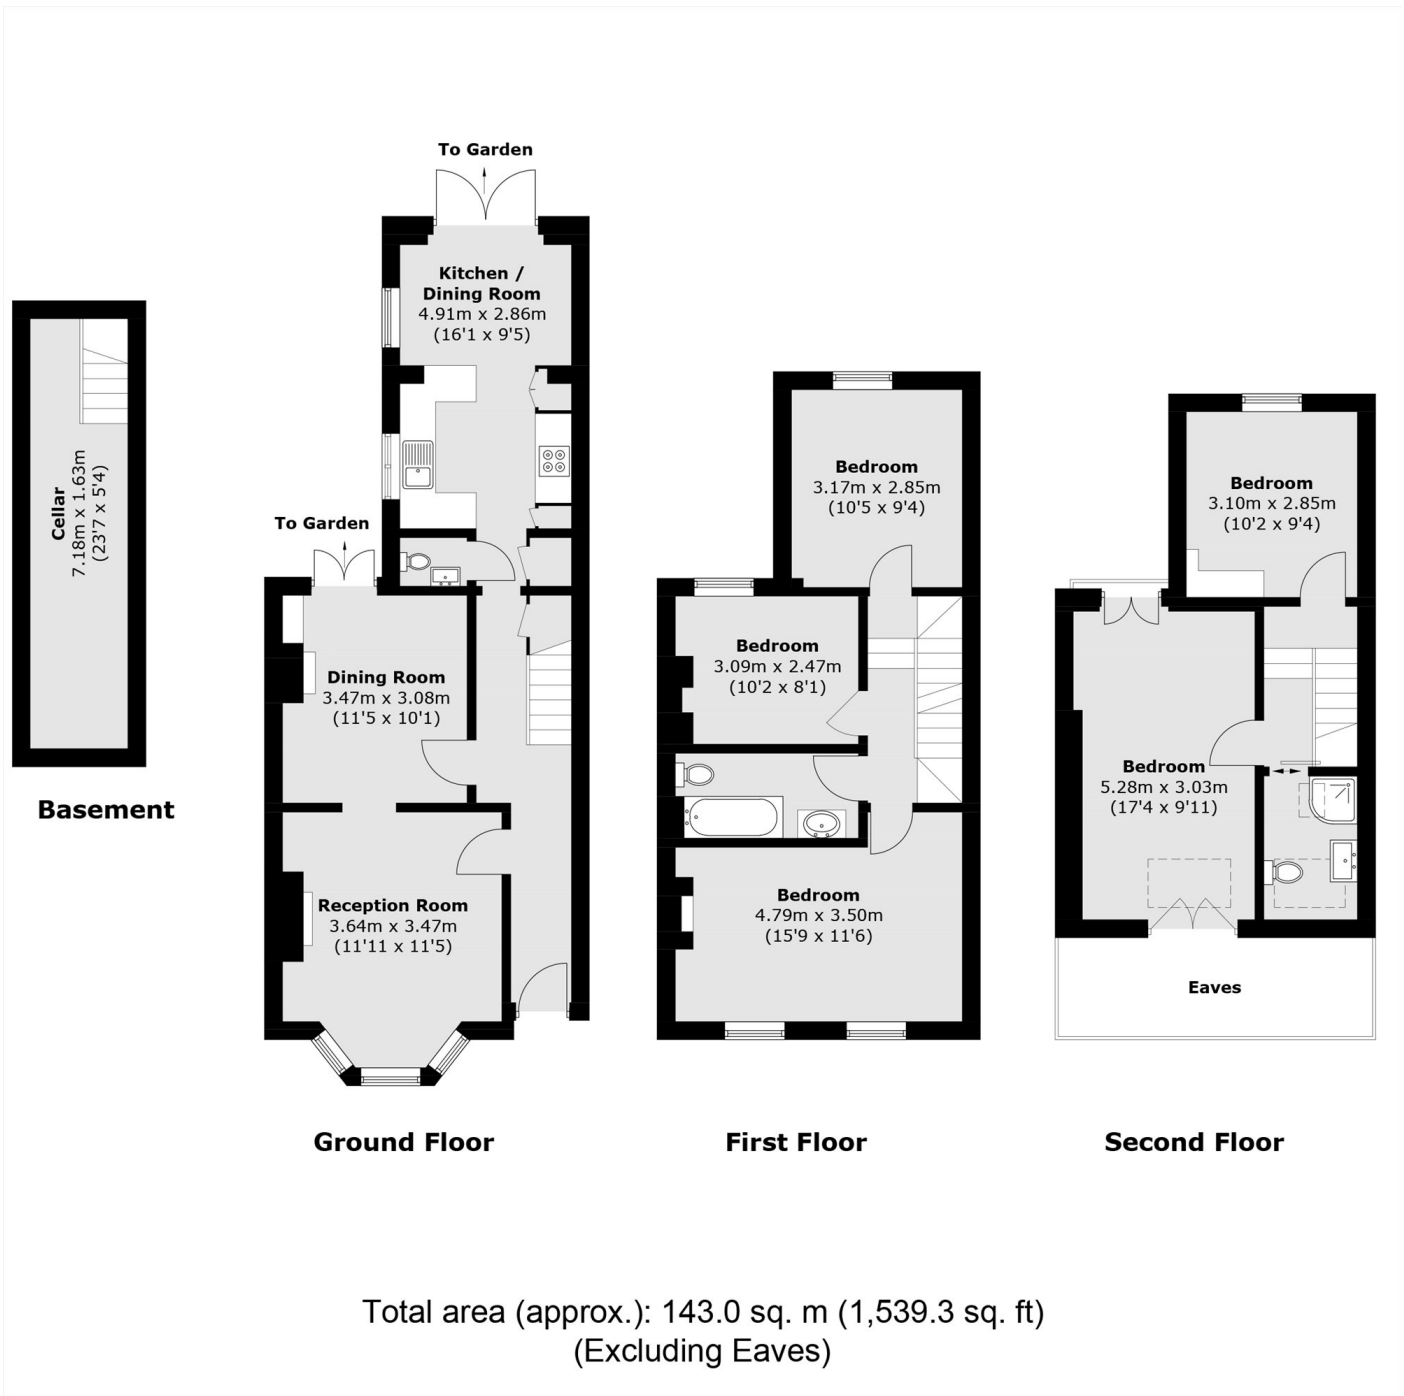 To Garden
Kitchen /
Dining Room
4.91m x 2.86m
(16'1 x 9'5)
To Garden
Dining Room
3.47m x 3.08m
(11'5 x 10'1)
Reception Room
3.64m x 3.47m
(11'11 x 11'5)
Cellar
7.18m x 1.63m
(23'7 x 5'4)
Basement
Ground Floor
Bedroom
3.17m x 2.85m
(10'5 x 9'4)
Bedroom
3.09m x 2.47m
(10'2 x 8'1)
Bedroom
4.79m x 3.50m
(15'9 x 11'6)
First Floor
Bedroom
3.10m x 2.85m
(10'2 x 9'4)
Bedroom
5.28m x 3.03m
(17'4 x 9'11)
Eaves
Second Floor
Total area (approx.): 143.0 sq. m (1,539.3 sq. ft)
(Excluding Eaves)